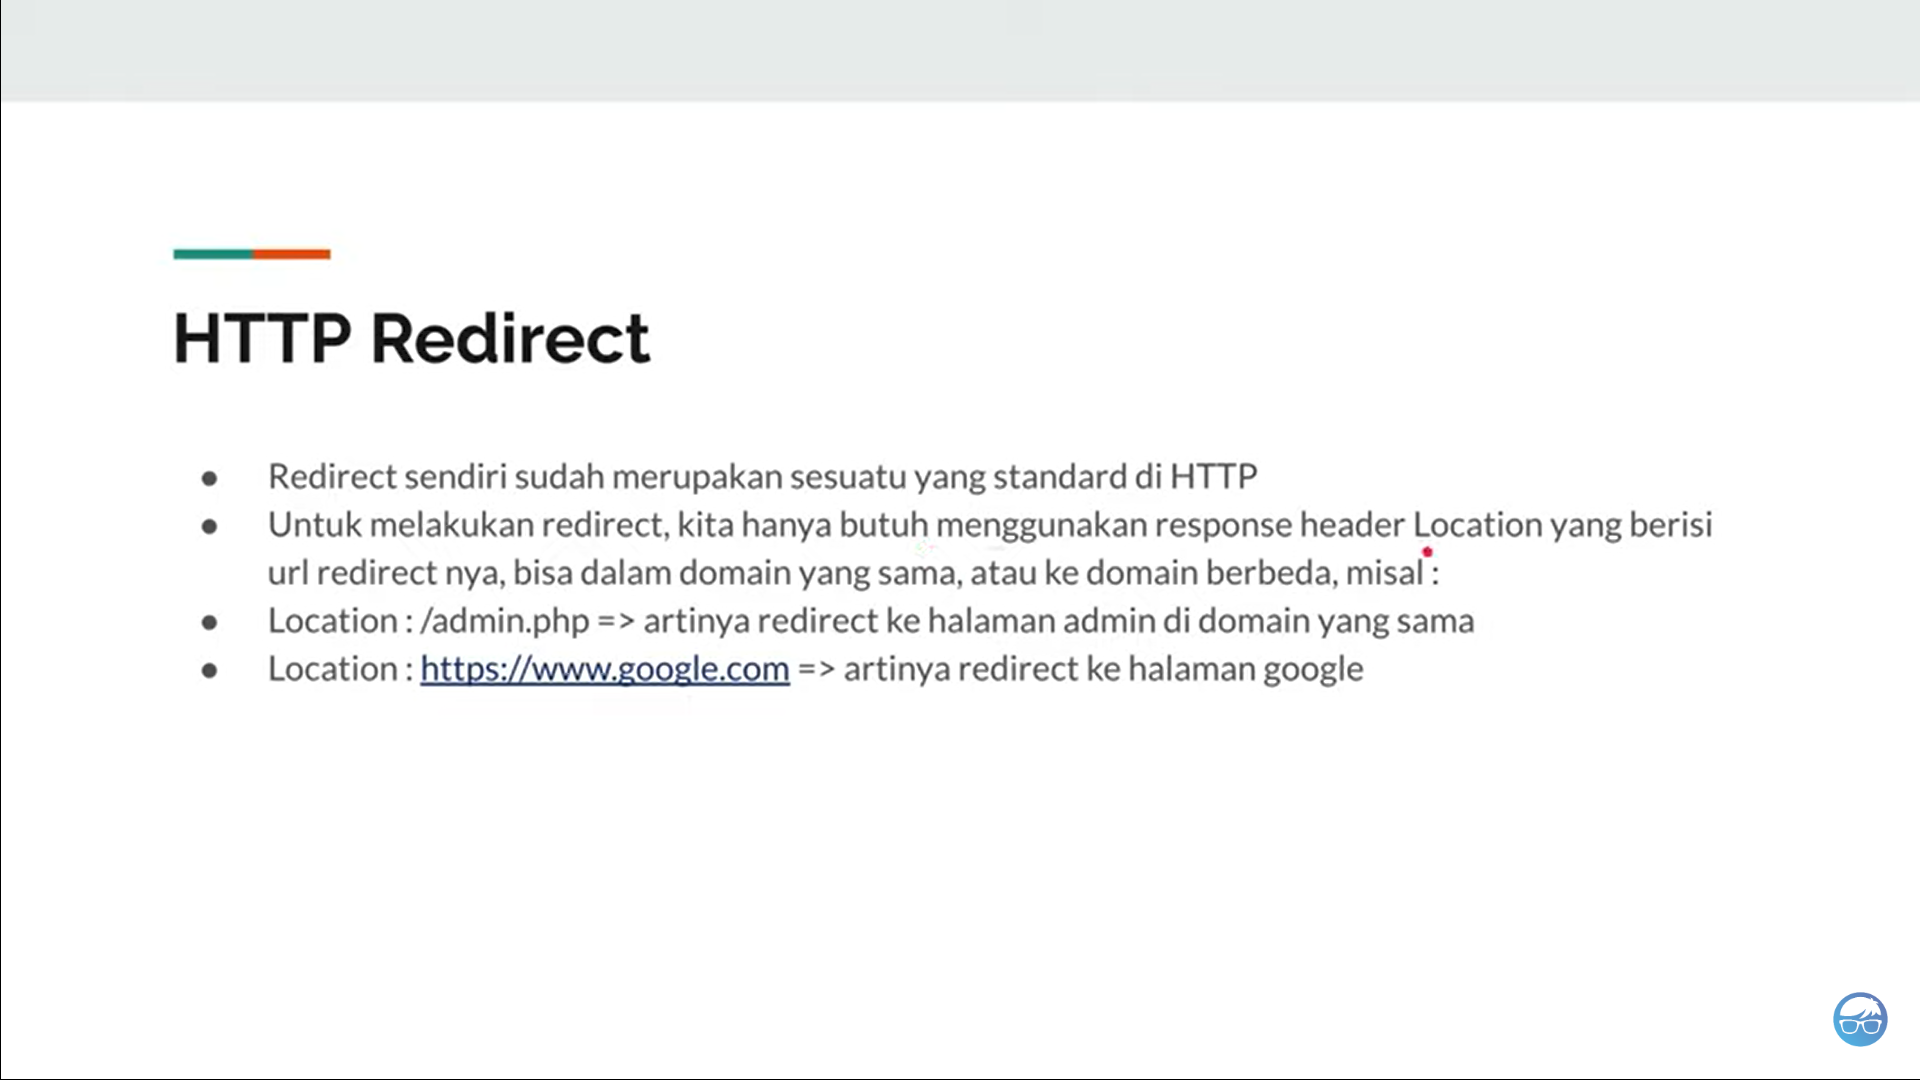 HTTP Redirect
● Redirect sendiri sudah merupakan sesuatu yang standard di HTTP
● Untuk melakukan redirect, kita hanya butuh menggunakan response header Location yang berisi
url redirect nya, bisa dalam domain yang sama, atau ke domain berbeda, misal :
● Location : /admin.php => artinya redirect ke halaman admin di domain yang sama
● Location : https://www.google.com => artinya redirect ke halaman google